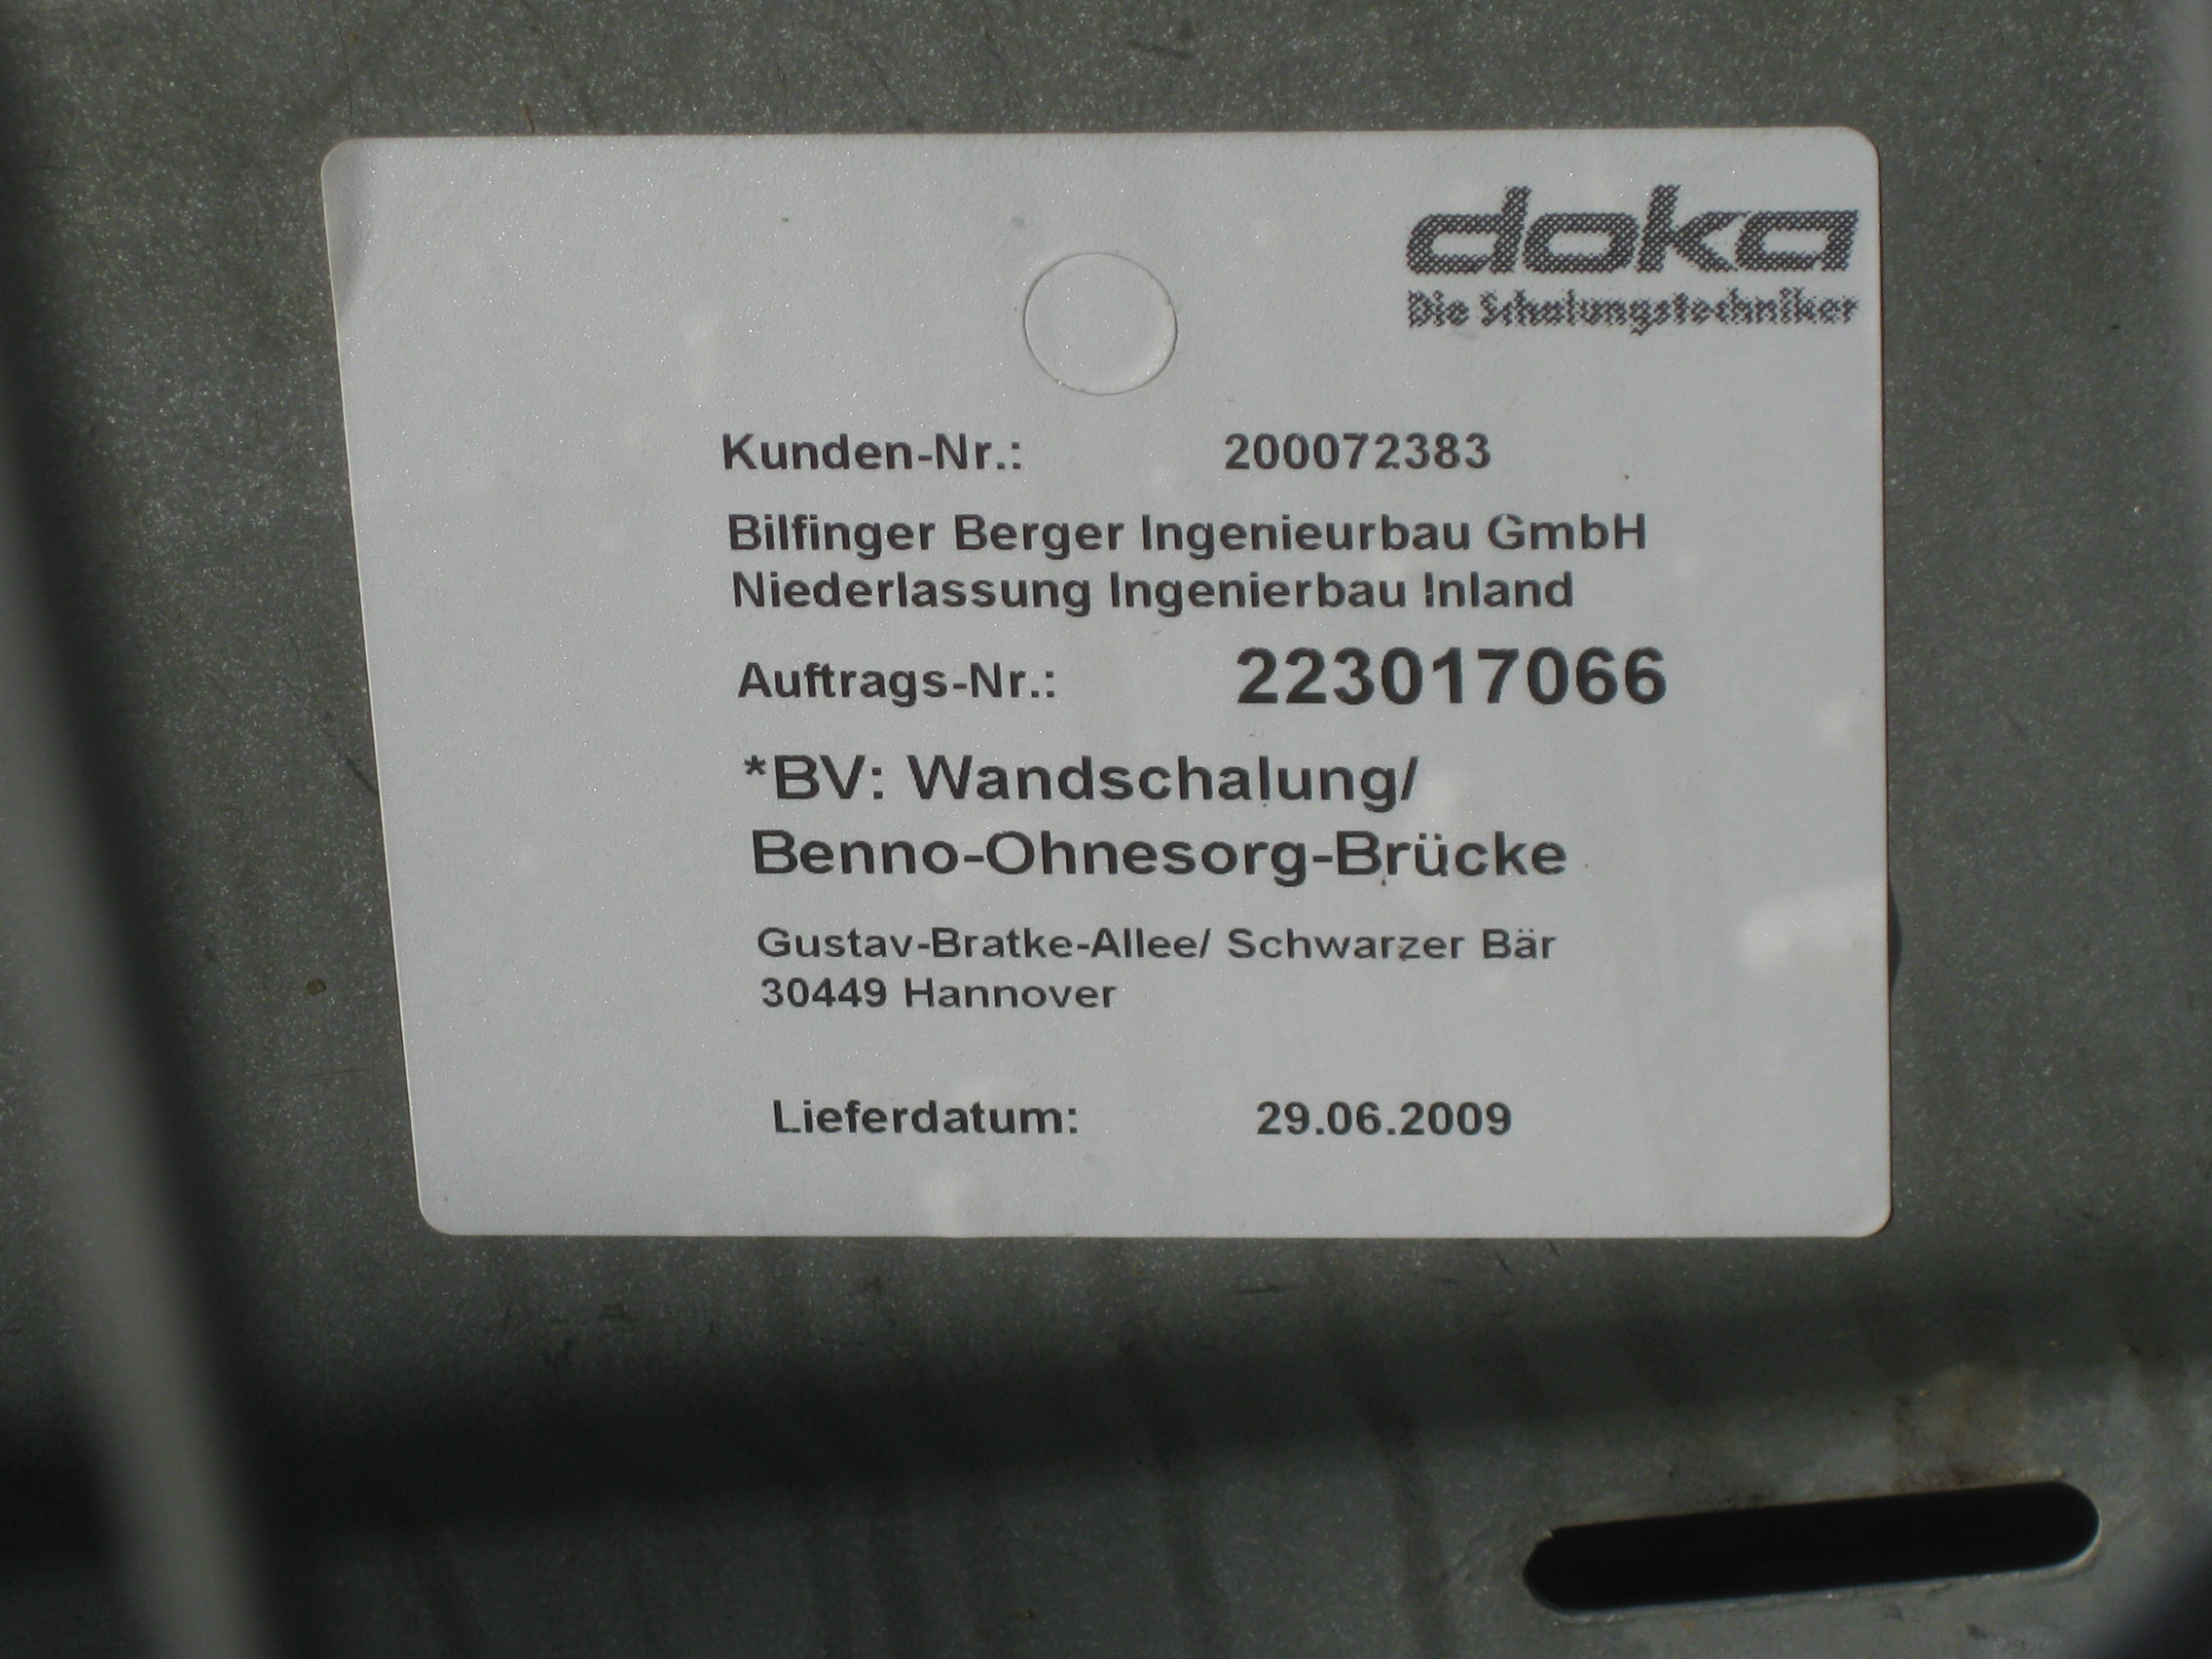 doka
Die Schalungstechniker
Kunden-Nr.: 200072383
Bilfinger Berger Ingenieurbau GmbH
Niederlassung Ingenierbau Inland
Auftrags-Nr.: 223017066
*BV: Wandschalung/
Benno-Ohnesorg-Brücke
Gustav-Bratke-Allee/ Schwarzer Bär
30449 Hannover
Lieferdatum: 29.06.2009